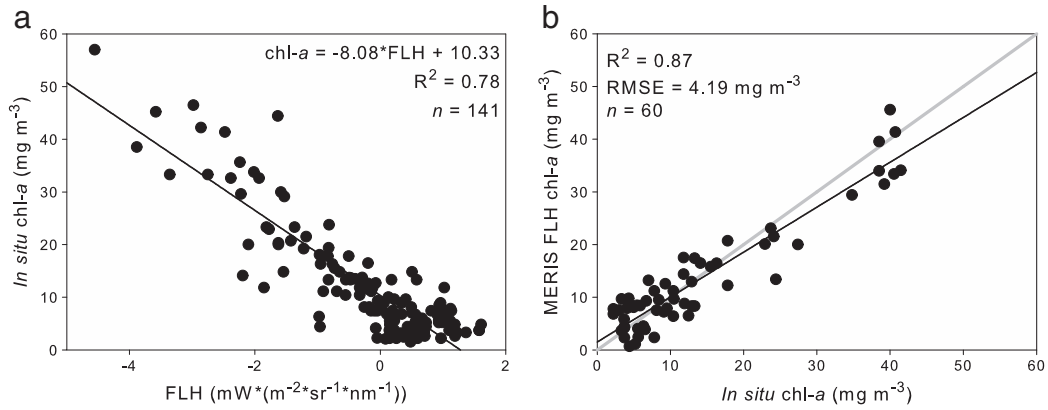 a
chl-a = -8.08*FLH + 10.33
R² = 0.78
n = 141
In situ chl-a (mg m⁻³)
60
50
40
30
20
10
0
-4 -2 0 2
FLH (mW*(m⁻²*sr⁻¹*nm⁻¹))
b
R² = 0.87
RMSE = 4.19 mg m⁻³
n = 60
MERIS FLH chl-a (mg m⁻³)
60
50
40
30
20
10
0
0 10 20 30 40 50 60
In situ chl-a (mg m⁻³)